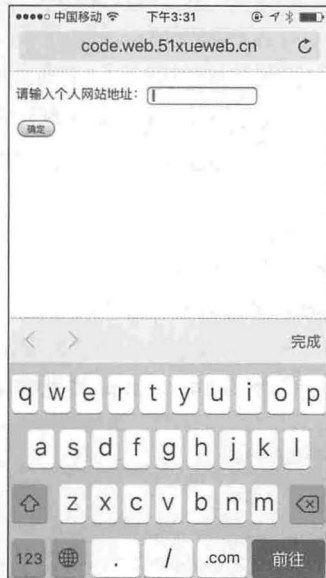 中国移动 下午3:31
code.web.51xueweb.cn
请输入个人网站地址：
确定
完成
q w e r t y u i o p
a s d f g h j k l
z x c v b n m
123 . / .com 前往